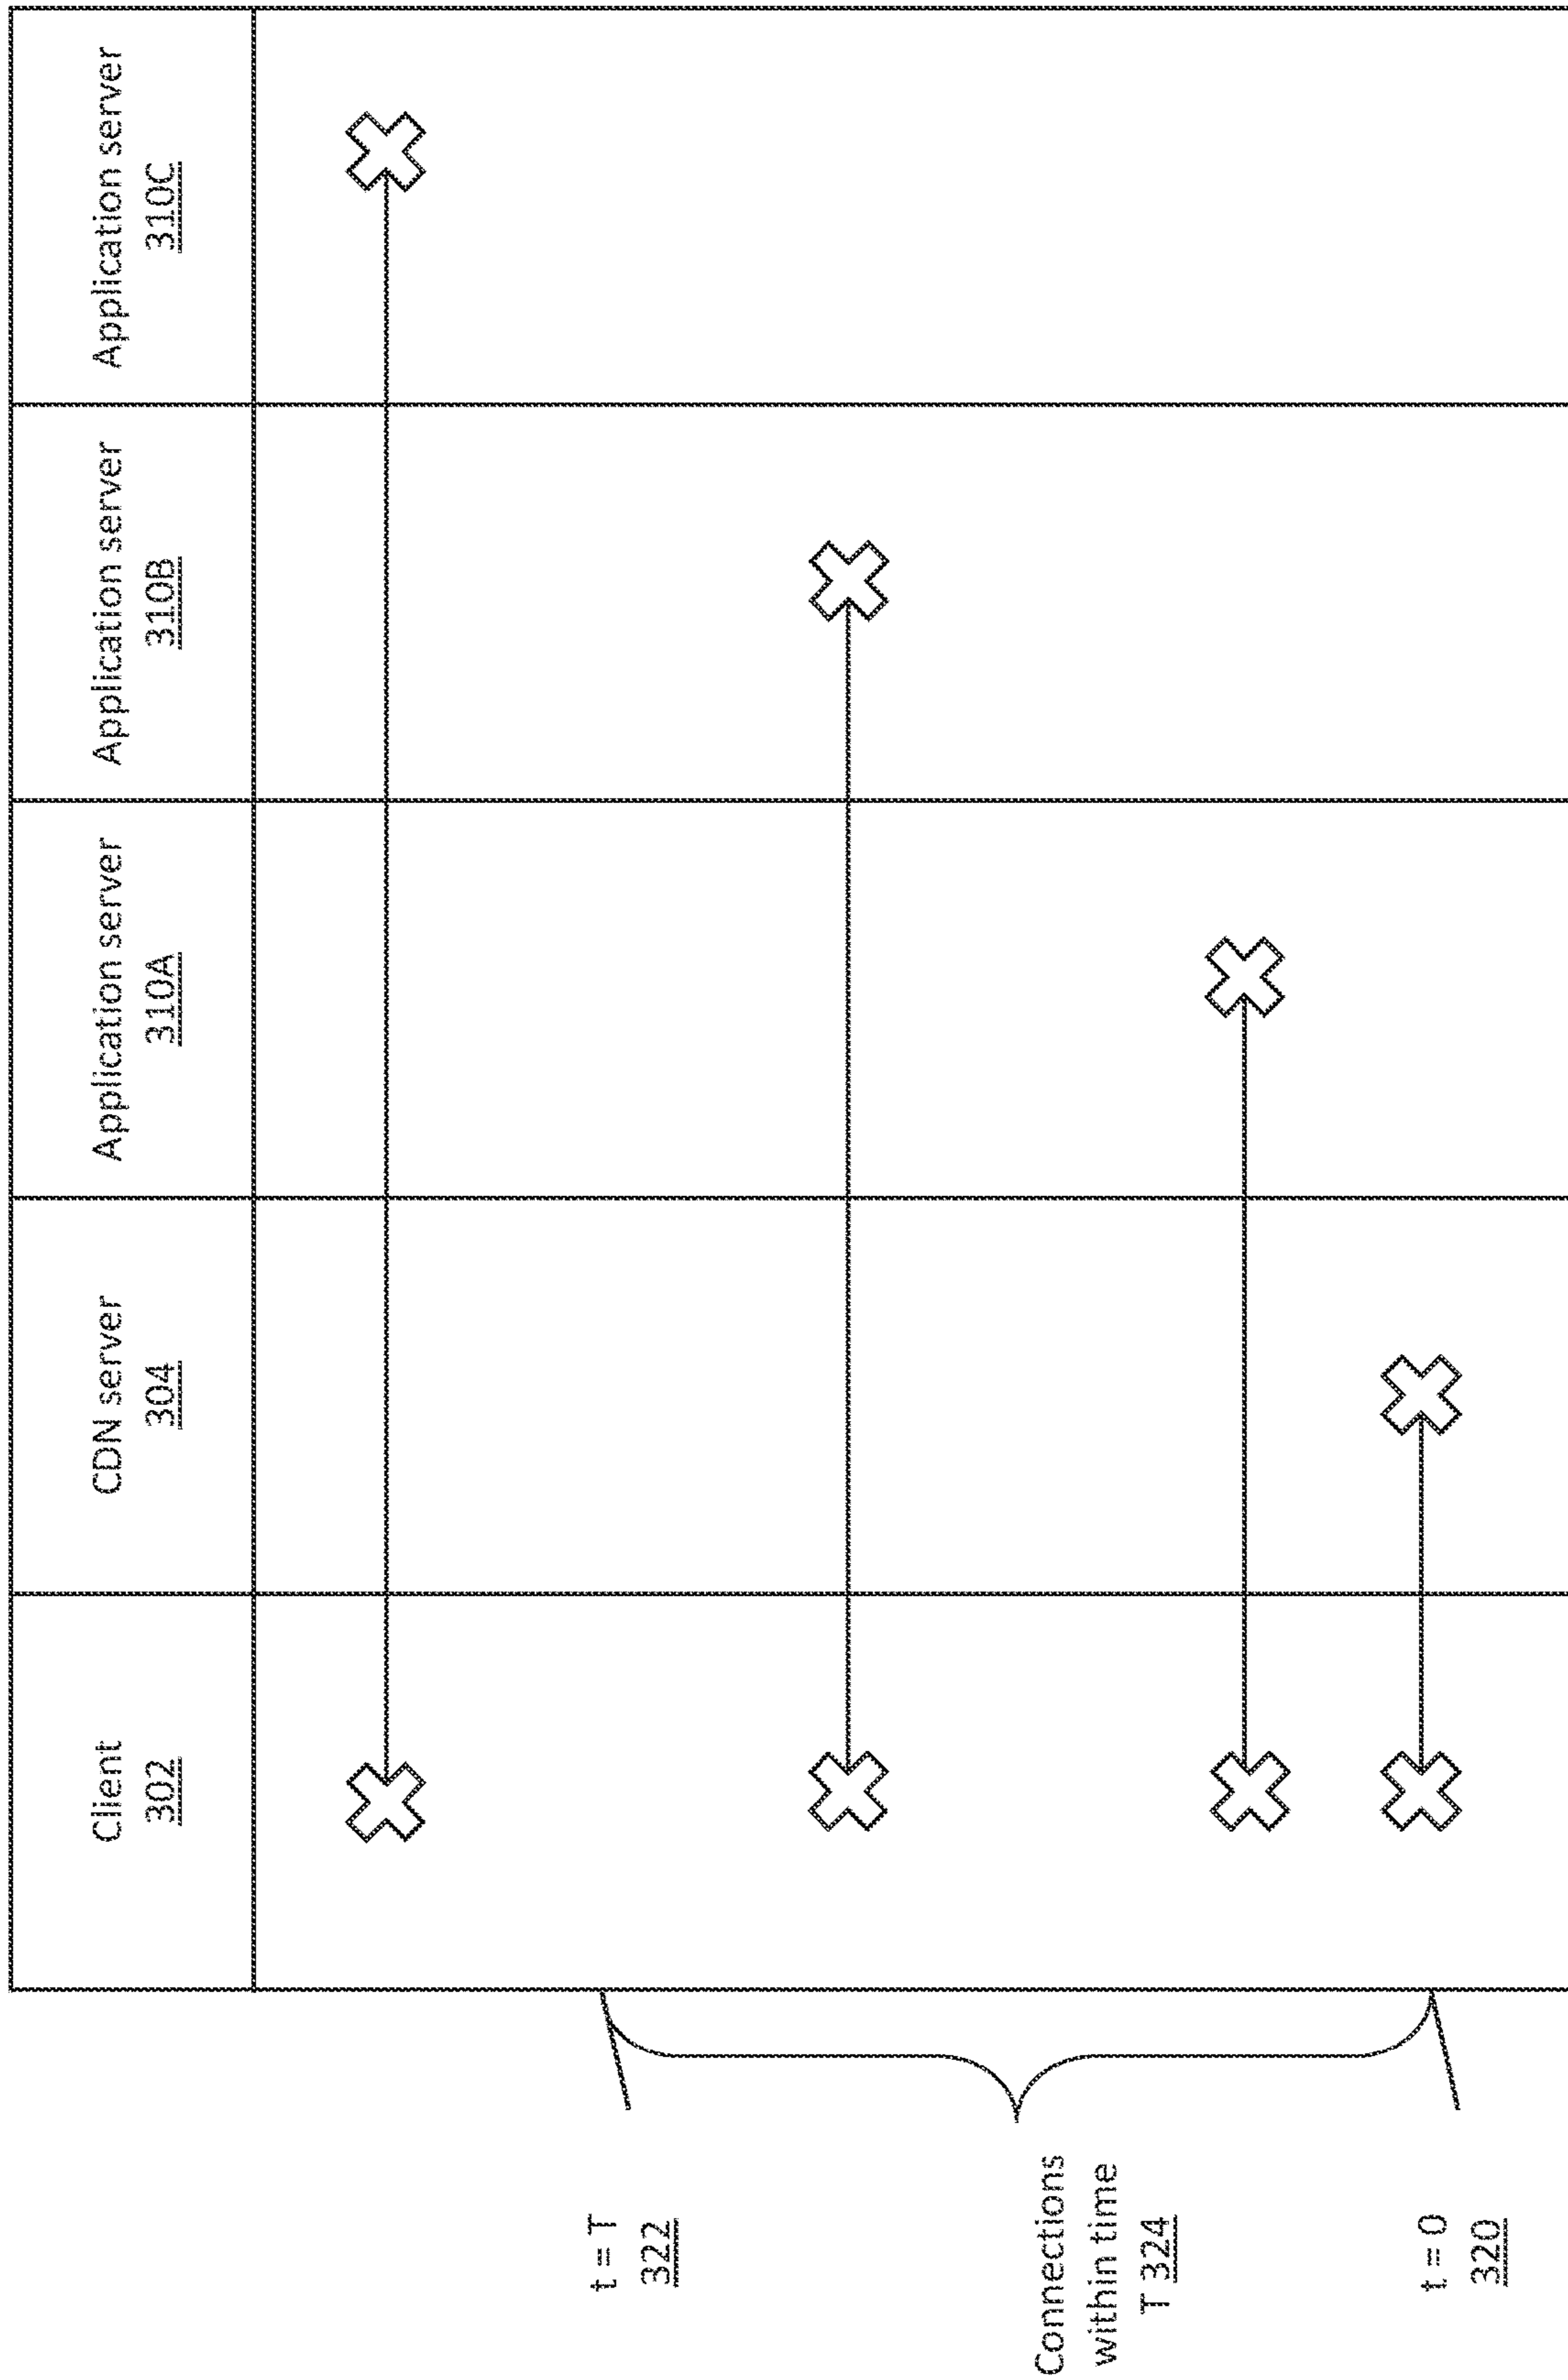 Client
302
CDN server
304
Application server
310A
Application server
310B
Application server
310C
t = T
322
Connections
within time
T 324
t = 0
320